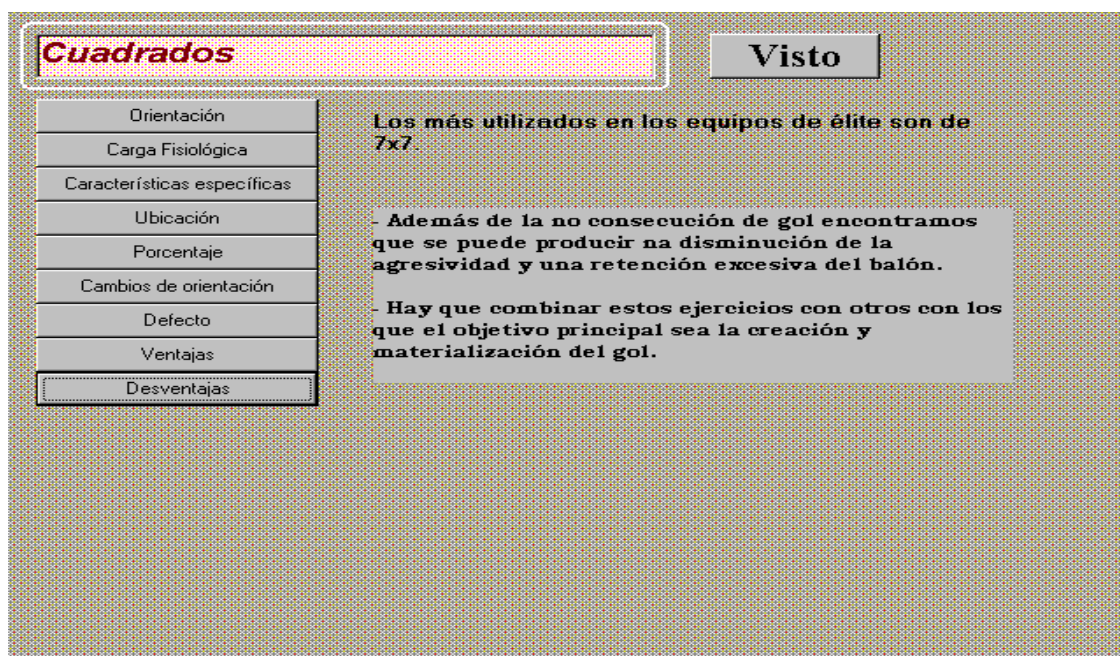 Cuadrados
Visto
Orientación
Carga Fisiológica
Características específicas
Ubicación
Porcentaje
Cambios de orientación
Defecto
Ventajas
Desventajas
Los más utilizados en los equipos de élite son de
7x7.
- Además de la no consecución de gol encontramos
que se puede producir na disminución de la
agresividad y una retención excesiva del balón.
- Hay que combinar estos ejercicios con otros con los
que el objetivo principal sea la creación y
materialización del gol.